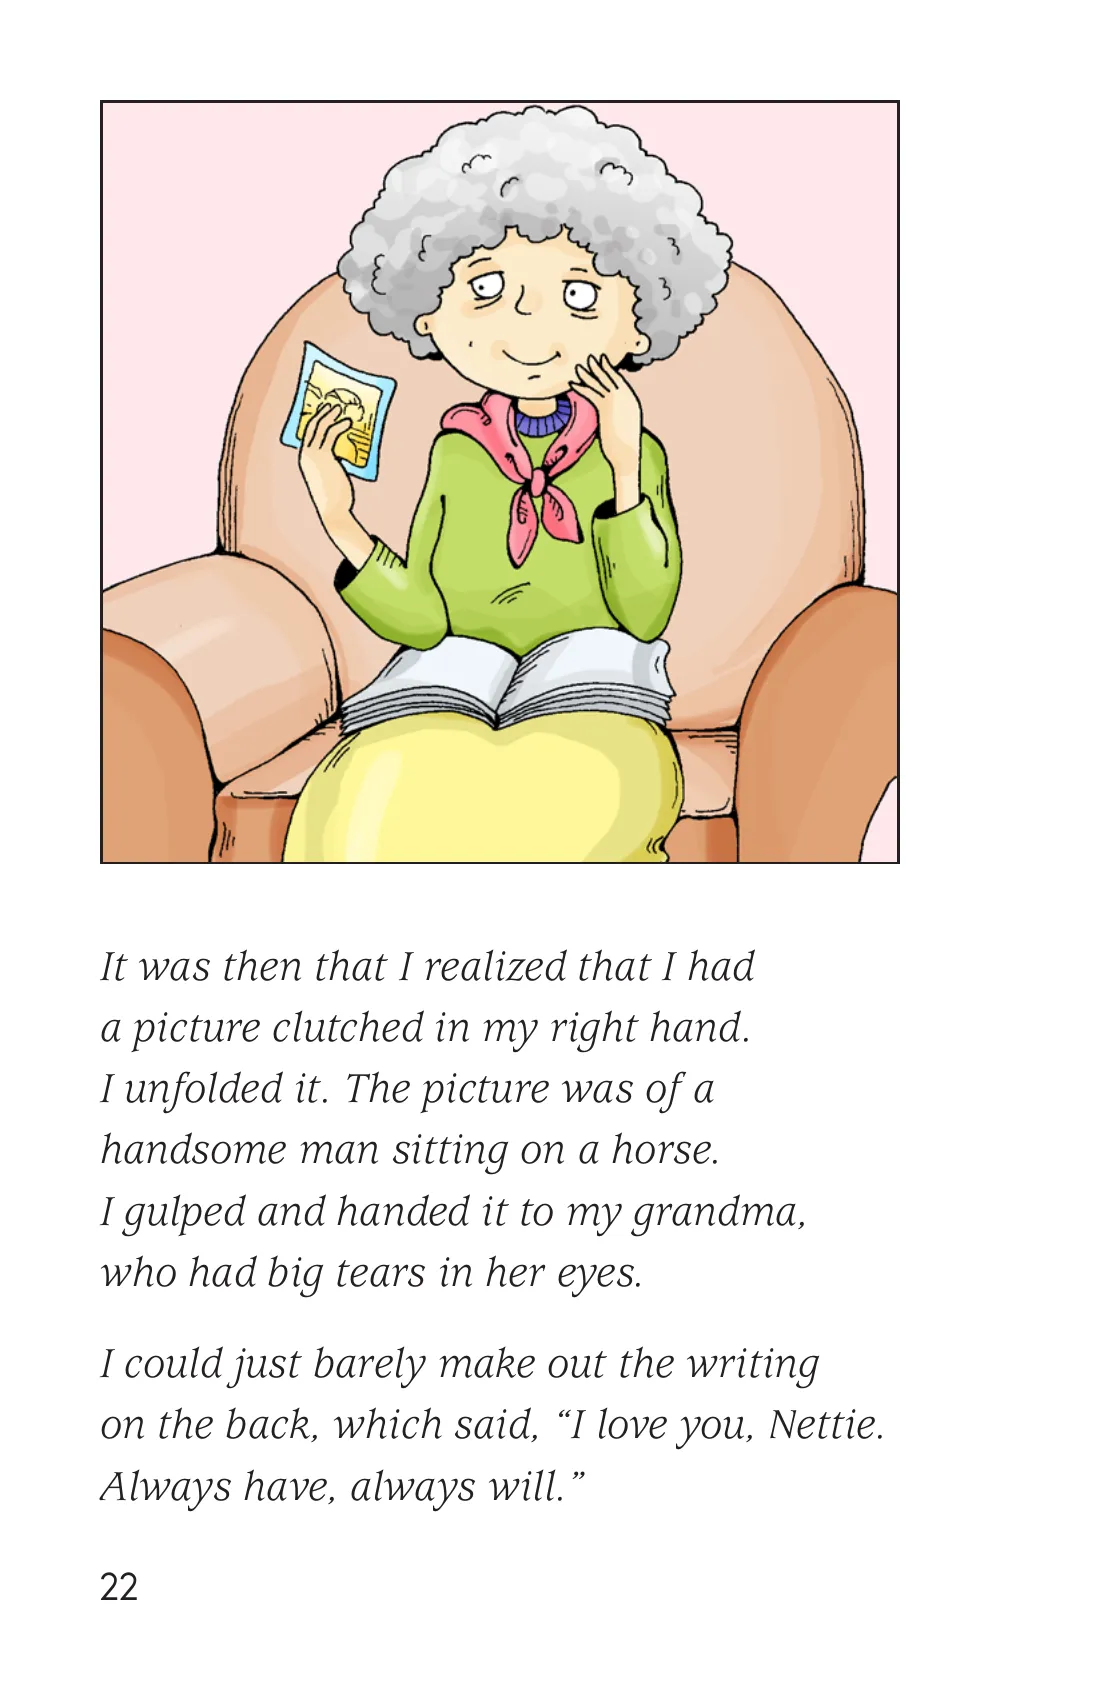 It was then that I realized that I had
a picture clutched in my right hand.
I unfolded it. The picture was of a
handsome man sitting on a horse.
I gulped and handed it to my grandma,
who had big tears in her eyes.
I could just barely make out the writing
on the back, which said, “I love you, Nettie.
Always have, always will.”
22